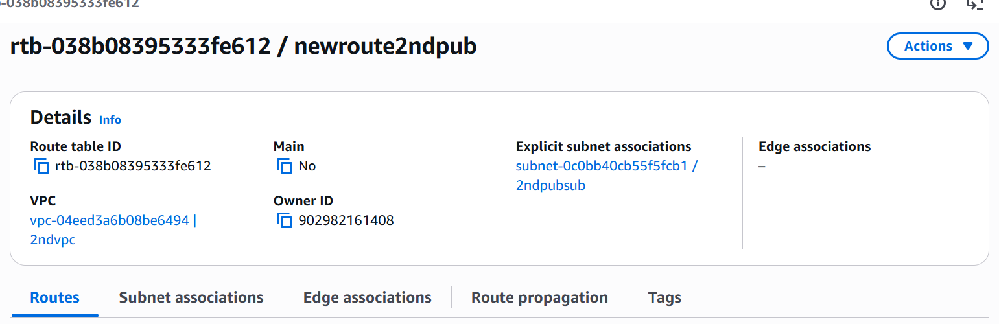 -038b08395333fe612
rtb-038b08395333fe612 / newroute2ndpub
Actions
Details Info
Route table ID
rtb-038b08395333fe612
VPC
vpc-04eed3a6b08be6494 |
2ndvpc
Main
No
Owner ID
902982161408
Explicit subnet associations
subnet-0c0bb40cb55f5fcb1 /
2ndpubsub
Edge associations
–
Routes
Subnet associations
Edge associations
Route propagation
Tags